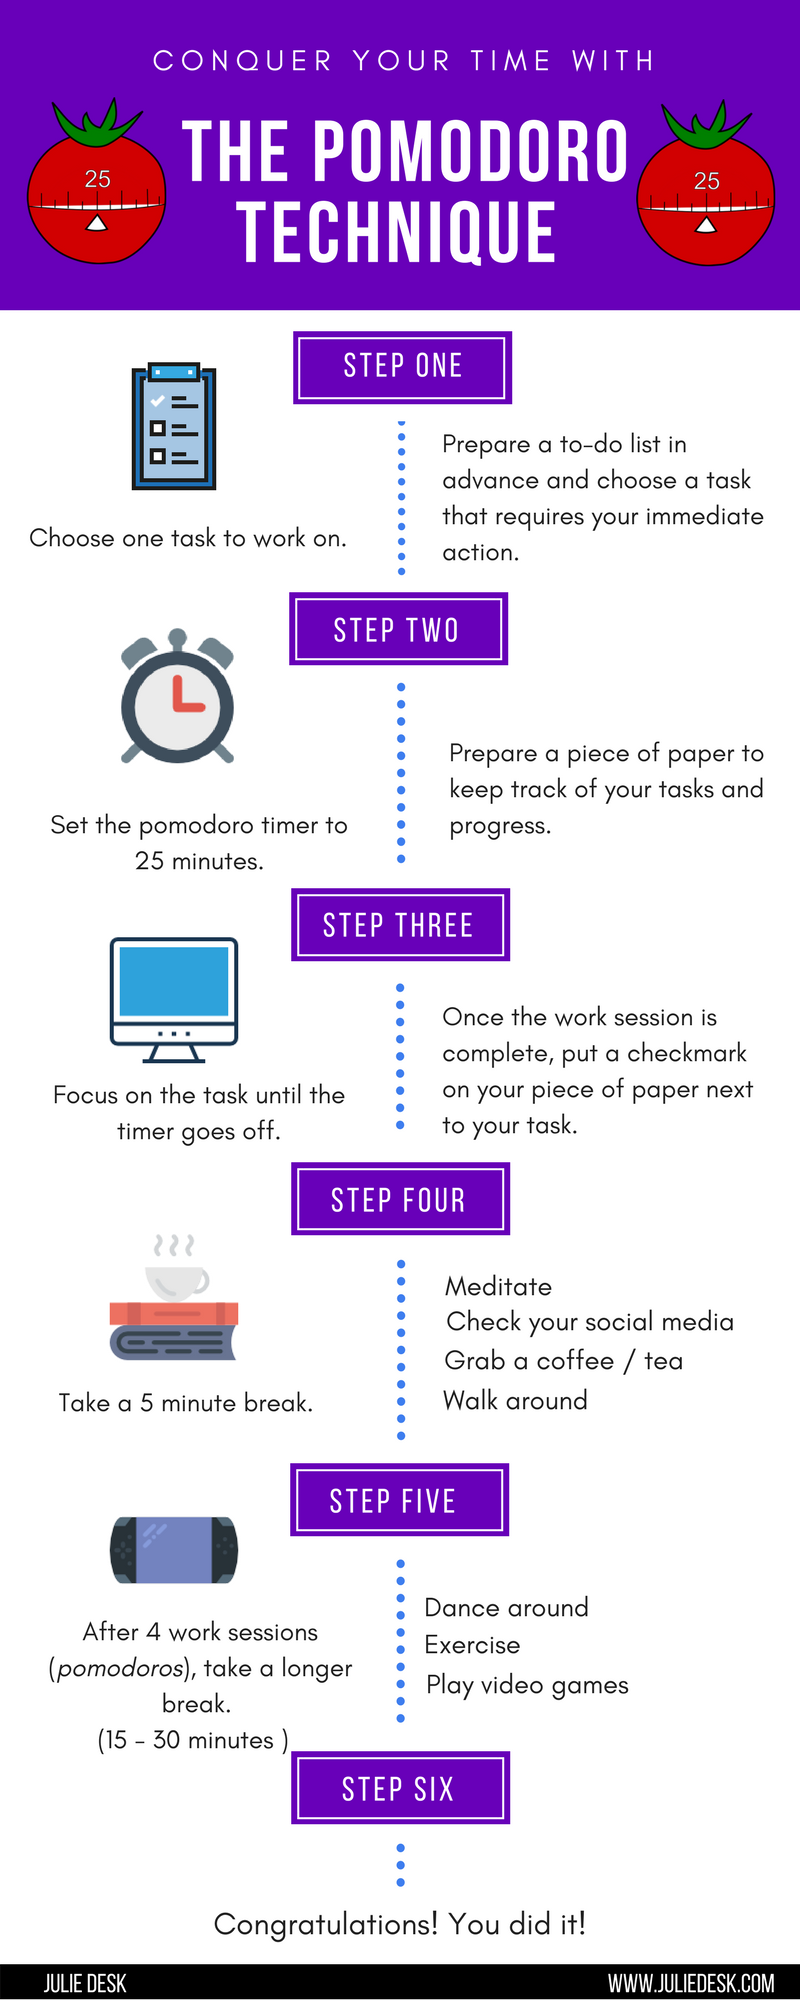 CONQUER YOUR TIME WITH
THE POMODORO
TECHNIQUE
25
25
STEP ONE
Choose one task to work on.
Prepare a to-do list in
advance and choose a task
that requires your immediate
action.
STEP TWO
Set the pomodoro timer to
25 minutes.
Prepare a piece of paper to
keep track of your tasks and
progress.
STEP THREE
Focus on the task until the
timer goes off.
Once the work session is
complete, put a checkmark
on your piece of paper next
to your task.
STEP FOUR
Take a 5 minute break.
Meditate
Check your social media
Grab a coffee / tea
Walk around
STEP FIVE
After 4 work sessions
(pomodoros), take a longer
break.
(15 - 30 minutes )
Dance around
Exercise
Play video games
STEP SIX
Congratulations! You did it!
JULIE DESK
WWW.JULIEDESK.COM